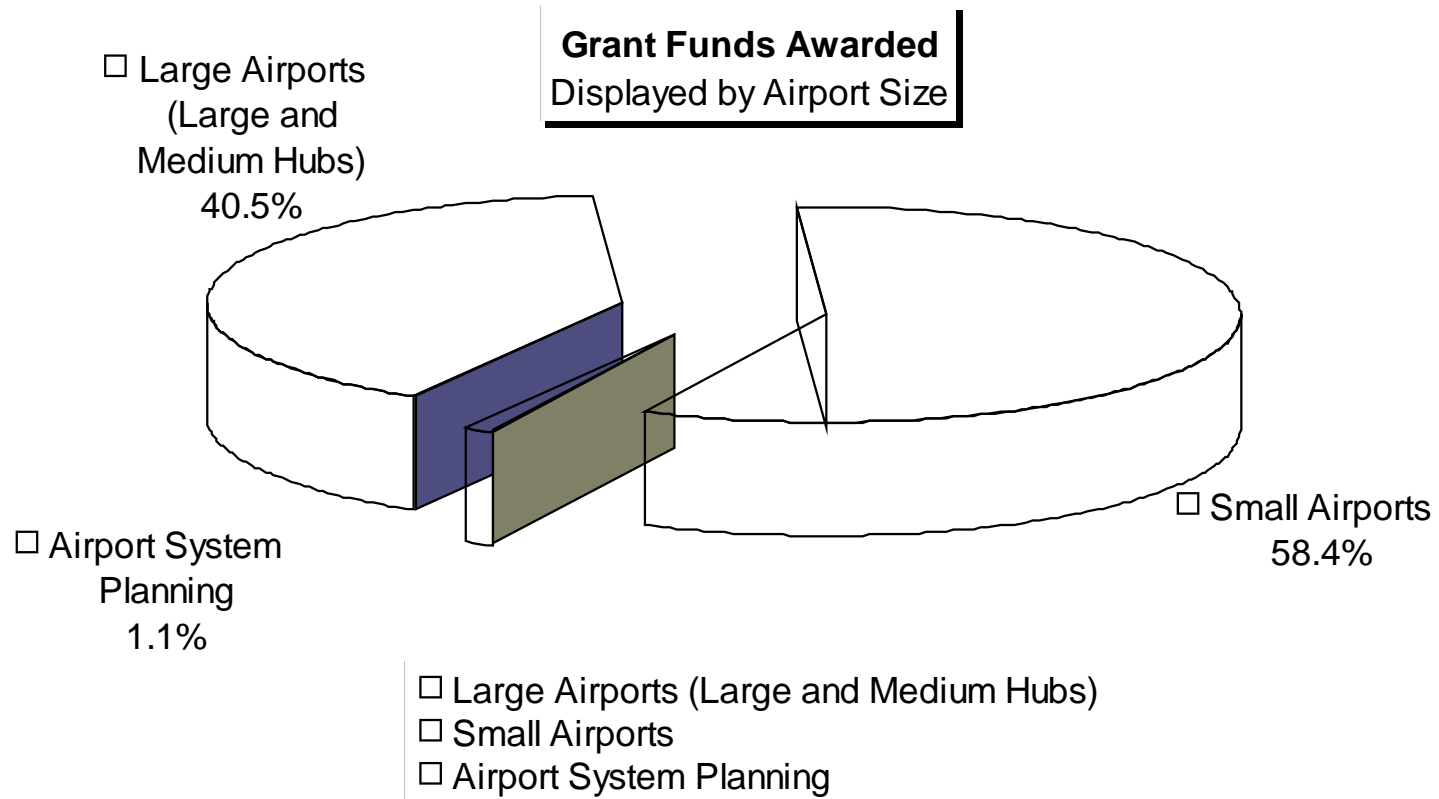 Grant Funds Awarded
Displayed by Airport Size
Large Airports
(Large and
Medium Hubs)
40.5%
Small Airports
58.4%
Airport System
Planning
1.1%
Large Airports (Large and Medium Hubs)
Small Airports
Airport System Planning